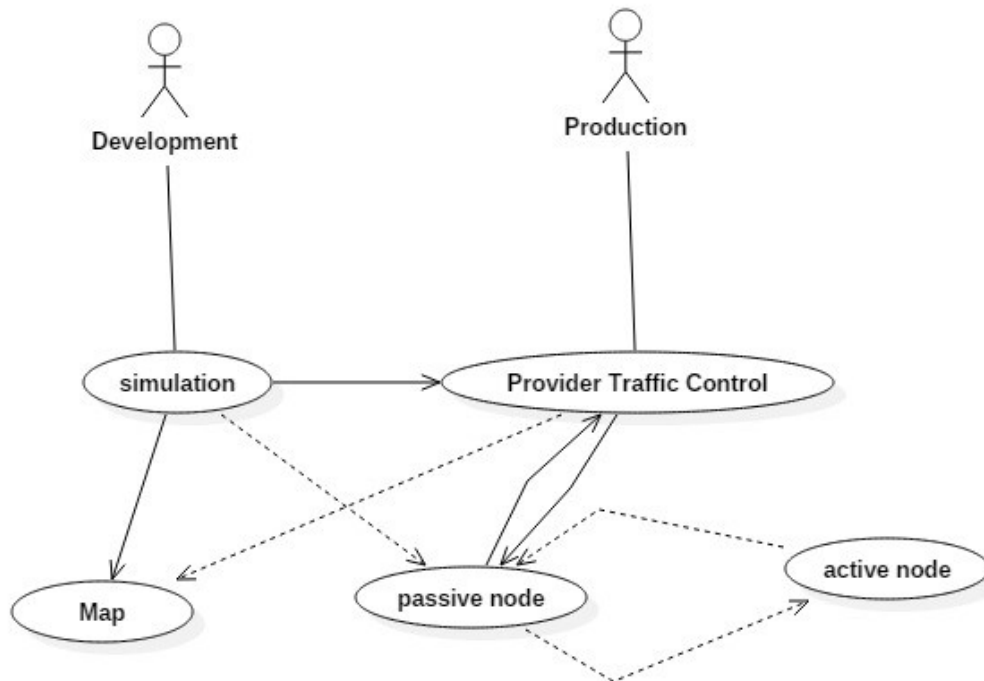 Development
Production
simulation
Provider Traffic Control
Map
passive node
active node